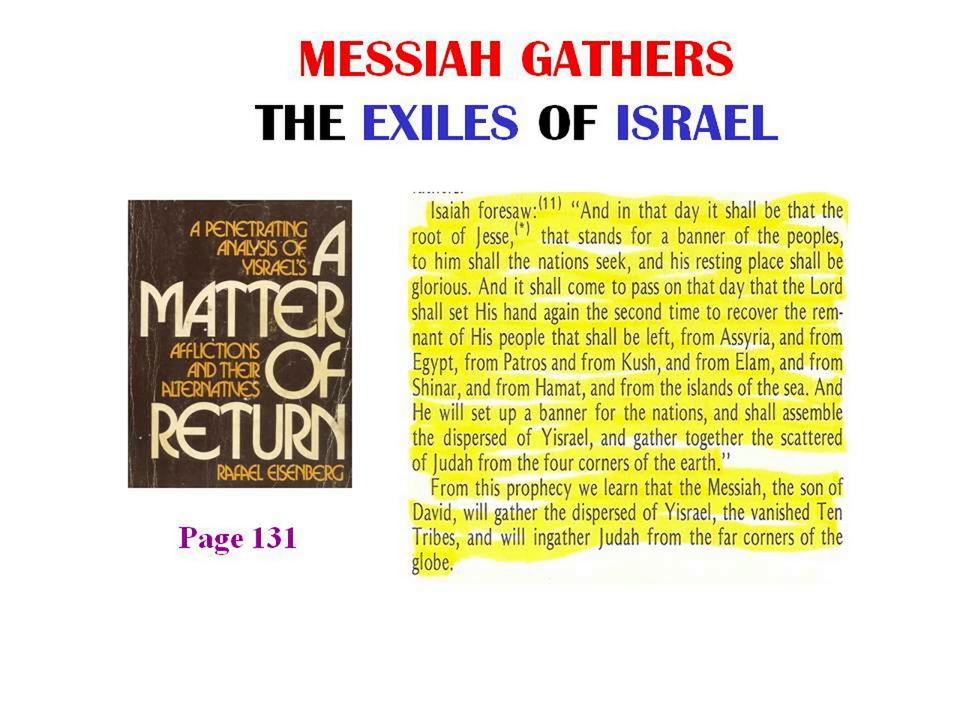 MESSIAH GATHERS
THE EXILES OF ISRAEL
A PENETRATING
ANALYSIS OF
YISRAEL'S
A
MATTER
AFFLICTIONS
AND THEIR
ALTERNATIVES
OF
RETURN
RAFAEL EISENBERG
Page 131
Isaiah foresaw:(11) “And in that day it shall be that the
root of Jesse,(*) that stands for a banner of the peoples,
to him shall the nations seek, and his resting place shall be
glorious. And it shall come to pass on that day that the Lord
shall set His hand again the second time to recover the rem-
nant of His people that shall be left, from Assyria, and from
Egypt, from Patros and from Kush, and from Elam, and from
Shinar, and from Hamat, and from the islands of the sea. And
He will set up a banner for the nations, and shall assemble
the dispersed of Yisrael, and gather together the scattered
of Judah from the four corners of the earth.”
From this prophecy we learn that the Messiah, the son of
David, will gather the dispersed of Yisrael, the vanished Ten
Tribes, and will ingather Judah from the far corners of the
globe.